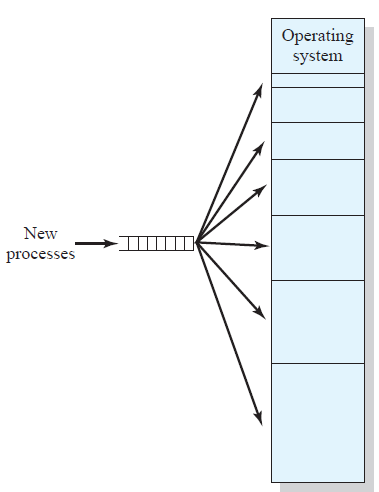 Operating
system
New
processes